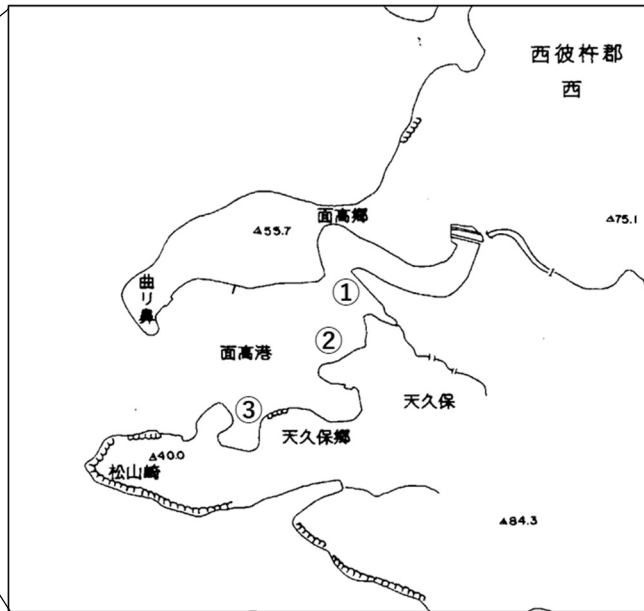 西彼杵郡
西
面高郷
▵55.7
▵75.1
曲り鼻
①
②
面高港
天久保
③
天久保郷
▵40.0
松山崎
▵84.3